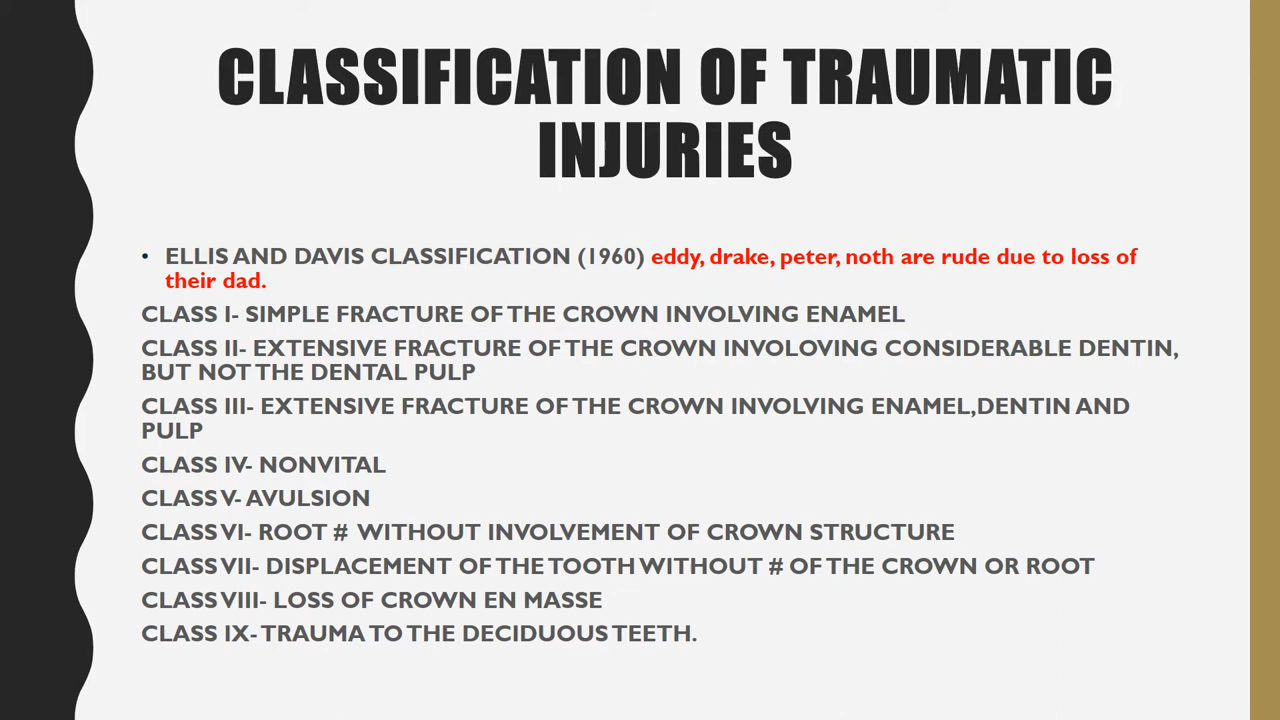 CLASSIFICATION OF TRAUMATIC
INJURIES
• ELLIS AND DAVIS CLASSIFICATION (1960) eddy, drake, peter, noth are rude due to loss of
their dad.
CLASS I- SIMPLE FRACTURE OF THE CROWN INVOLVING ENAMEL
CLASS II- EXTENSIVE FRACTURE OF THE CROWN INVOLOVING CONSIDERABLE DENTIN,
BUT NOT THE DENTAL PULP
CLASS III- EXTENSIVE FRACTURE OF THE CROWN INVOLVING ENAMEL,DENTIN AND
PULP
CLASS IV- NONVITAL
CLASS V- AVULSION
CLASS VI- ROOT # WITHOUT INVOLVEMENT OF CROWN STRUCTURE
CLASS VII- DISPLACEMENT OF THE TOOTH WITHOUT # OF THE CROWN OR ROOT
CLASS VIII- LOSS OF CROWN EN MASSE
CLASS IX- TRAUMA TO THE DECIDUOUS TEETH.